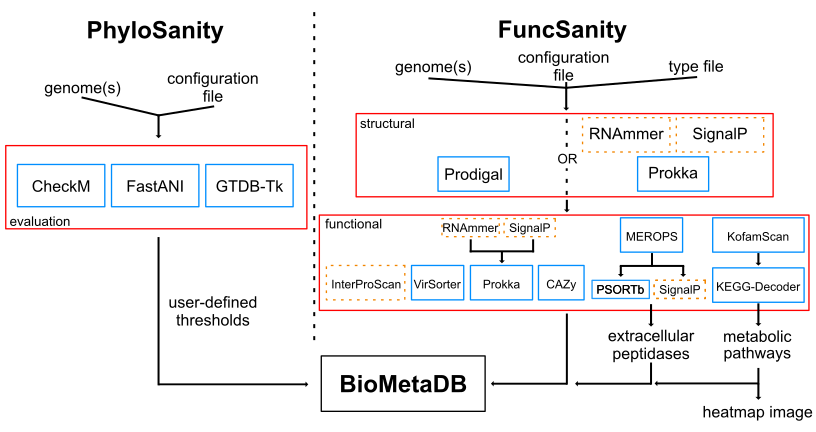 PhyloSanity
genome(s)
configuration
file
CheckM
FastANI
GTDB-Tk
evaluation
user-defined
thresholds
FuncSanity
genome(s)
configuration
file
type file
structural
RNAmmer
SignalP
OR
Prodigal
Prokka
functional
RNAmmer
SignalP
MEROPS
KofamScan
InterProScan
VirSorter
Prokka
CAZy
PSORTb
SignalP
KEGG-Decoder
extracellular
peptidases
metabolic
pathways
BioMetaDB
heatmap image